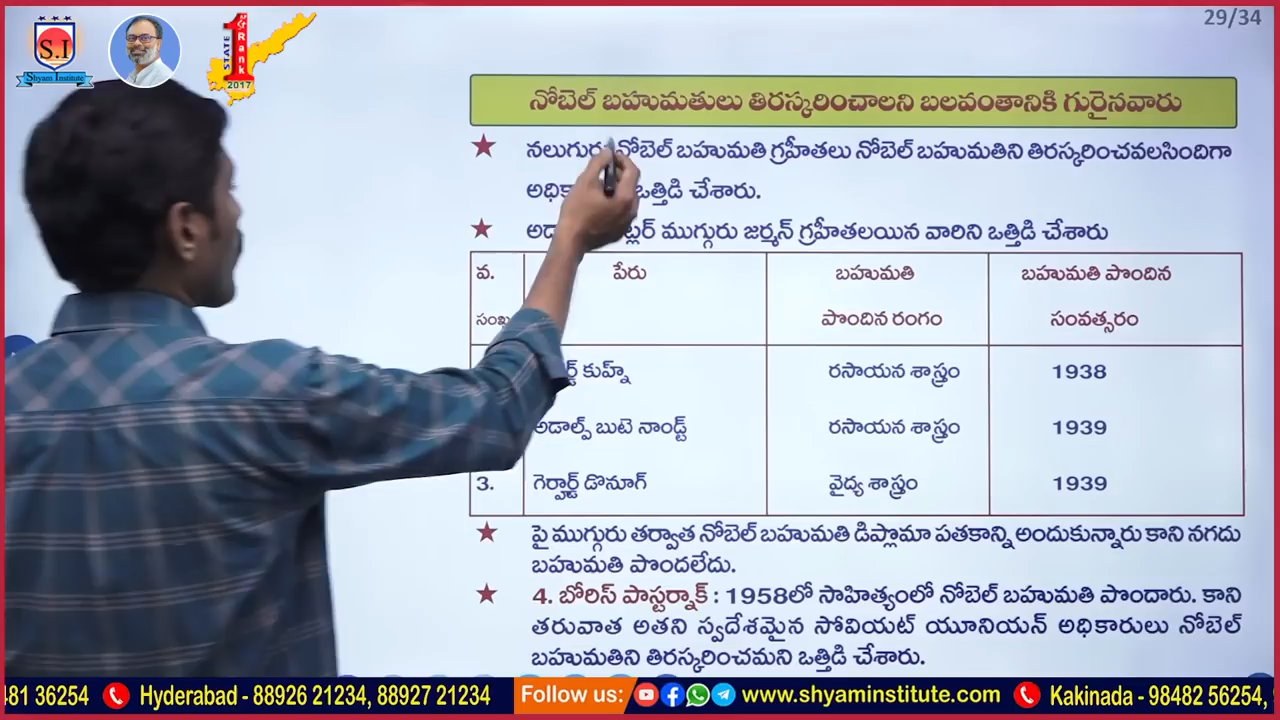 29/34
S.I
Shyam Institute
STATE 1st Rank
2017
నోబెల్ బహుమతులు తిరస్కరించాలని బలవంతానికి గురైనవారు
★ నలుగురు నోబెల్ బహుమతి గ్రహీతలు నోబెల్ బహుమతిని తిరస్కరించవలసిందిగా
ఒత్తిడి చేశారు.
★ ముగ్గురు జర్మన్ గ్రహీతలయిన వారిని ఒత్తిడి చేశారు
వ. పేరు బహుమతి బహుమతి పొందిన
పొందిన రంగం సంవత్సరం
కుహ్న్ రసాయన శాస్త్రం 1938
అడాల్ప్ బుటె నాండ్ట్ రసాయన శాస్త్రం 1939
3. గెర్హార్డ్ డొనూగ్ వైద్య శాస్త్రం 1939
★ పై ముగ్గురు తర్వాత నోబెల్ బహుమతి డిప్లొమా పతకాన్ని అందుకున్నారు కాని నగదు
బహుమతి పొందలేదు.
★ 4. బోరిస్ పాస్టర్నాక్ : 1958లో సాహిత్యంలో నోబెల్ బహుమతి పొందారు. కాని
తరువాత అతని స్వదేశమైన సోవియట్ యూనియన్ అధికారులు నోబెల్
బహుమతిని తిరస్కరించమని ఒత్తిడి చేశారు.
481 36254 Hyderabad - 88926 21234, 88927 21234 Follow us: www.shyaminstitute.com Kakinada - 98482 56254,